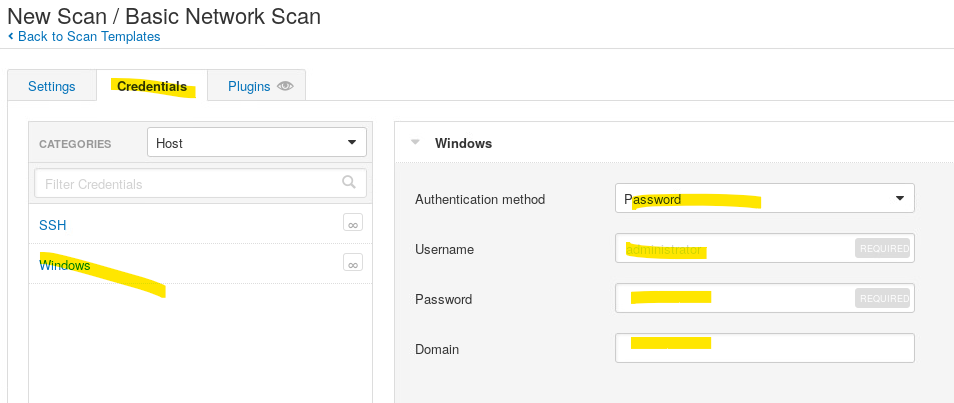 New Scan / Basic Network Scan
Back to Scan Templates
Settings
Credentials
Plugins
CATEGORIES
Host
Filter Credentials
SSH
∞
Windows
∞
Windows
Authentication method
Password
Username
administrator
REQUIRED
Password
REQUIRED
Domain